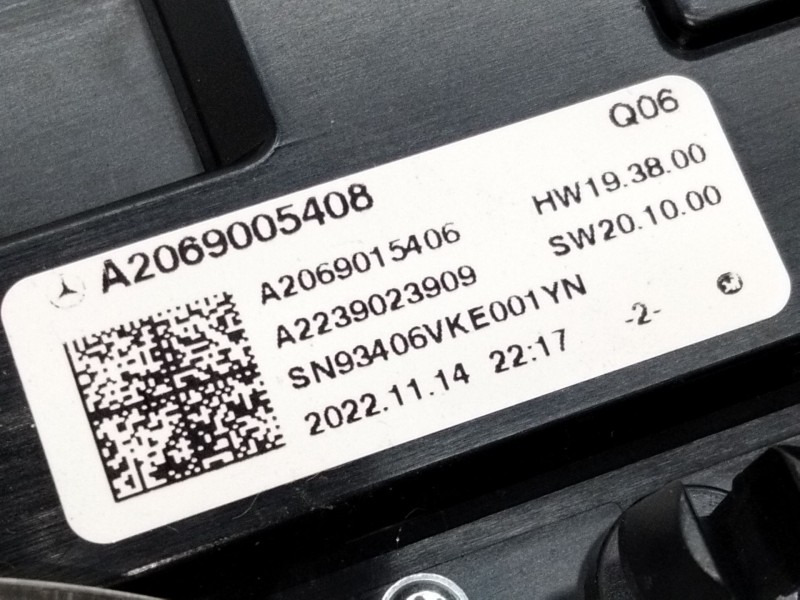 Q06
A2069005408
A2069015406 HW19.38.00
A2239023909 SW20.10.00
SN93406VKE001YN
2022.11.14 22:17 -2-